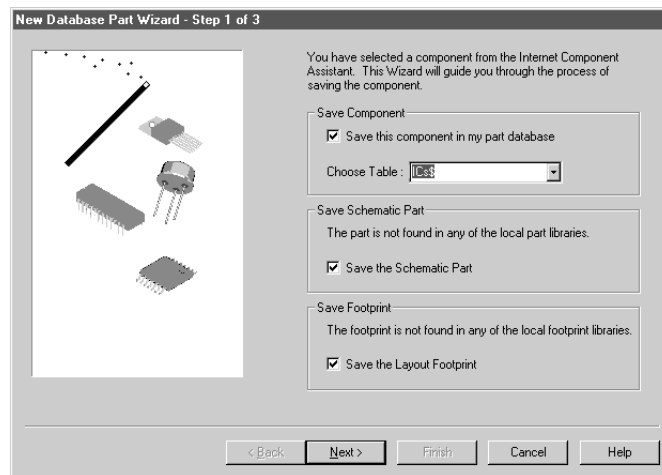 New Database Part Wizard - Step 1 of 3
You have selected a component from the Internet Component
Assistant. This Wizard will guide you through the process of
saving the component.
Save Component
Save this component in my part database
Choose Table :
ICs$
Save Schematic Part
The part is not found in any of the local part libraries.
Save the Schematic Part
Save Footprint
The footprint is not found in any of the local footprint libraries.
Save the Layout Footprint
< Back
Next >
Finish
Cancel
Help